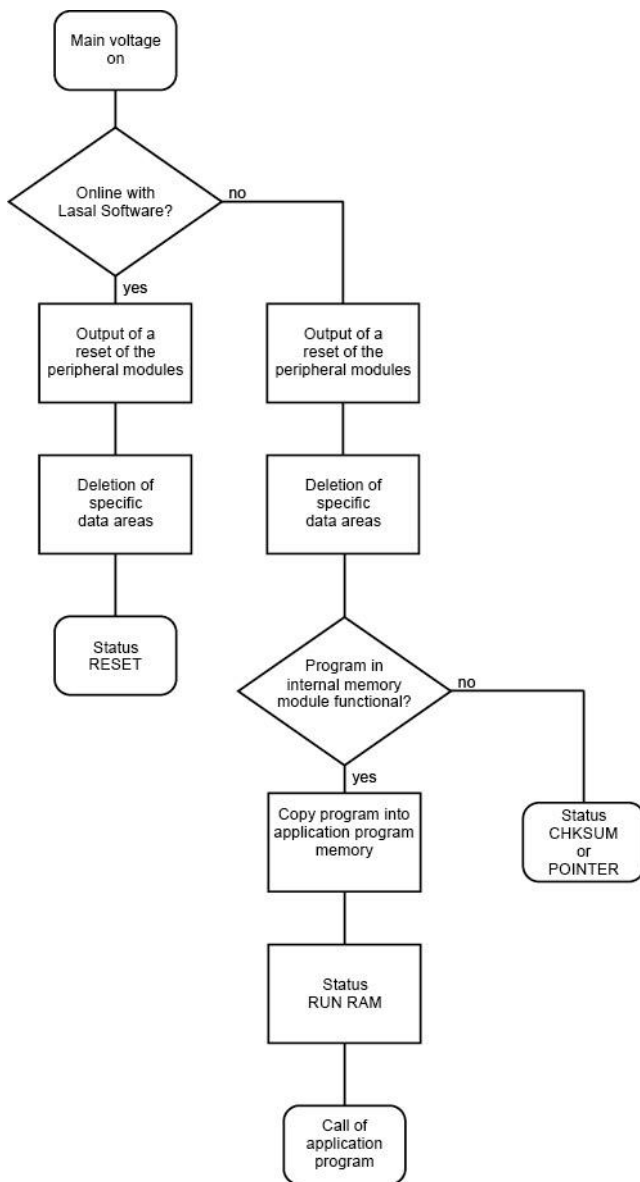 Main voltage
on
Online with
Lasal Software?
no
yes
Output of a
reset of the
peripheral modules
Output of a
reset of the
peripheral modules
Deletion of
specific
data areas
Deletion of
specific
data areas
Status
RESET
Program in
internal memory
module functional?
no
yes
Copy program into
application program
memory
Status
CHKSUM
or
POINTER
Status
RUN RAM
Call of
application
program